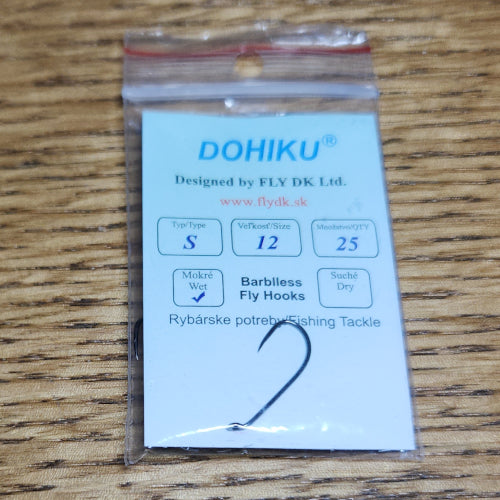 DOHIKU®
Designed by FLY DK Ltd.
www.flydk.sk
Typ/Type Veľkosť/Size Množstvo/QTY
S 12 25
Mokré Barblless Suché
Wet Fly Hooks Dry
Rybárske potreby/Fishing Tackle